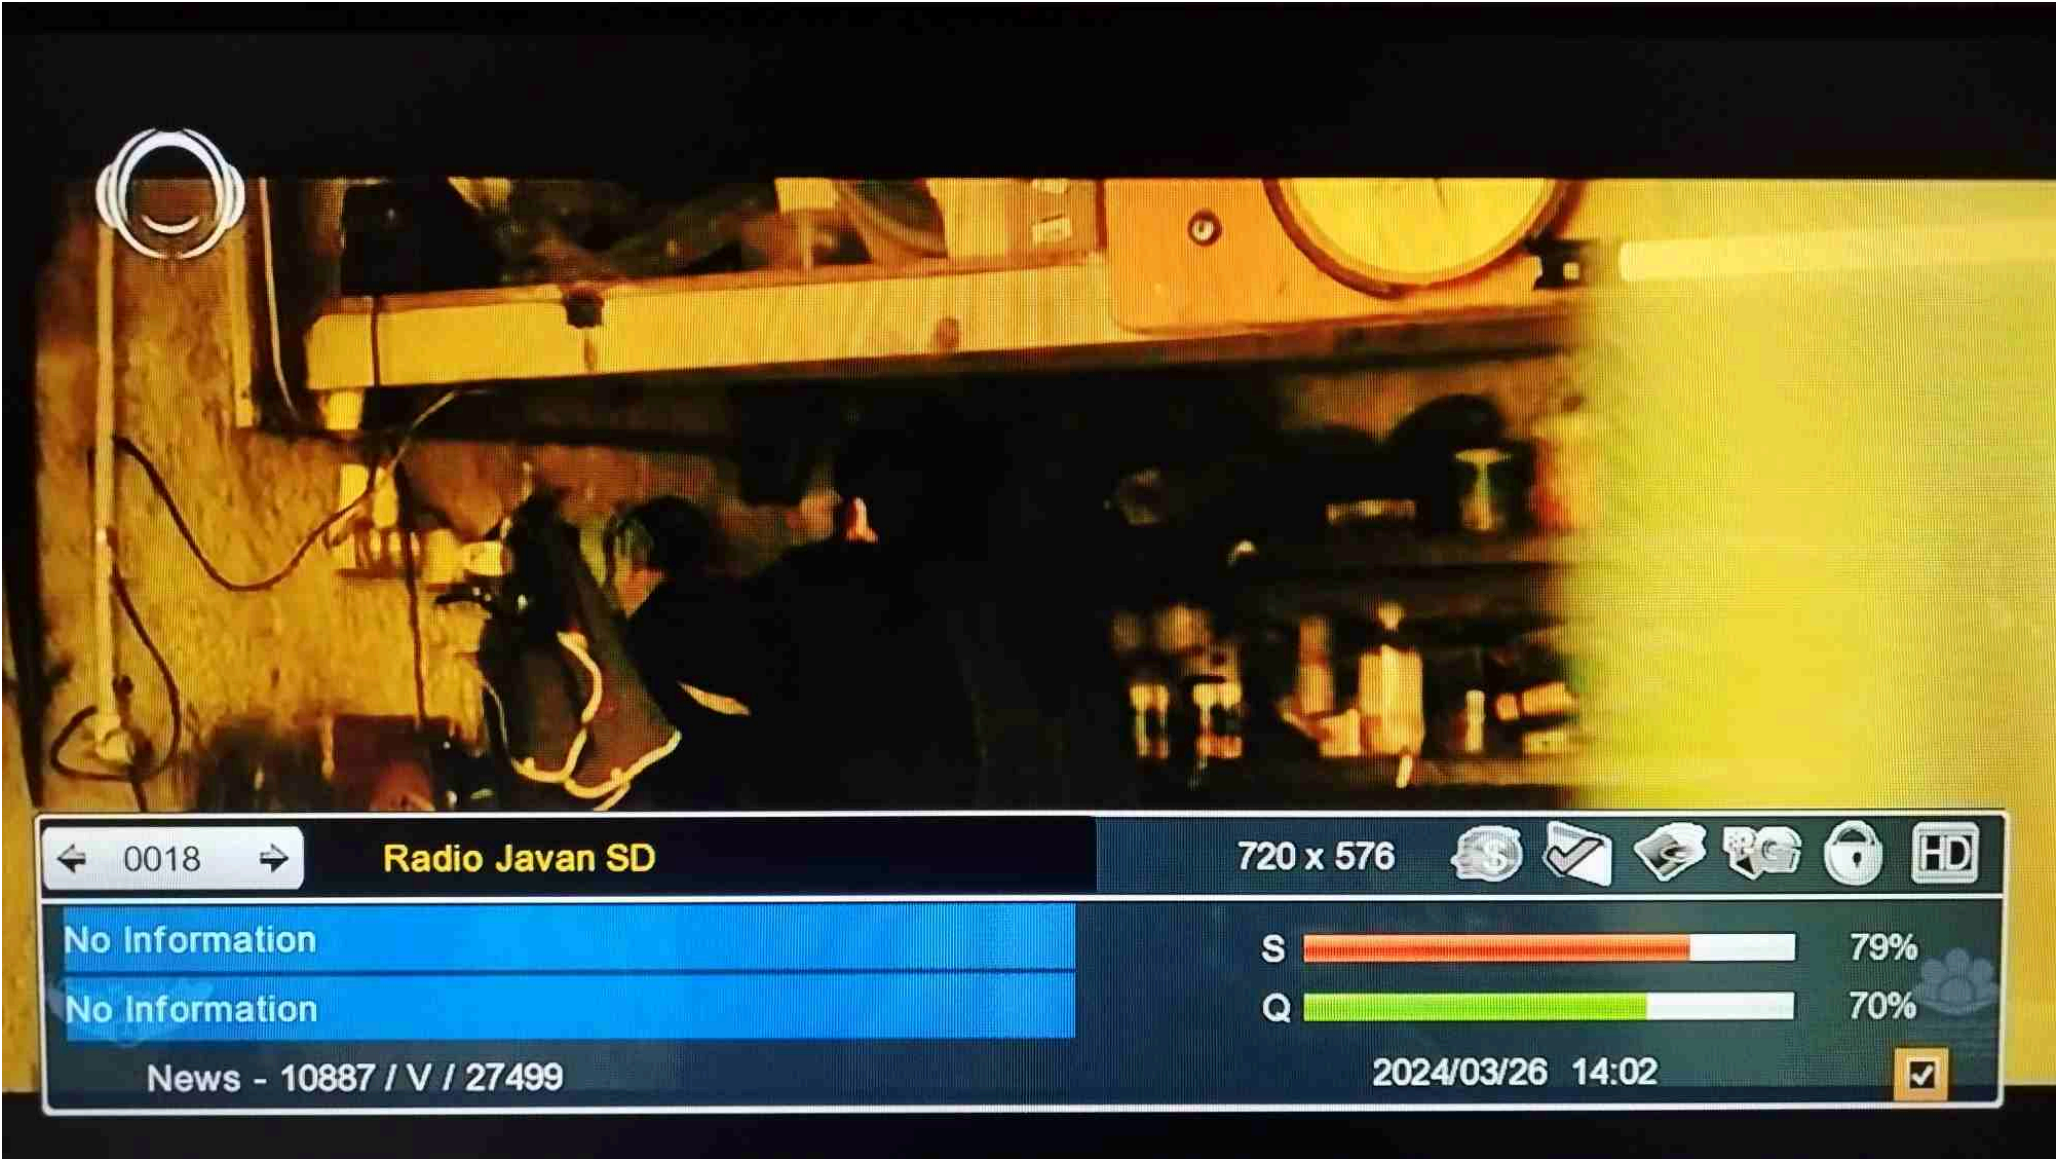 0018 Radio Javan SD 720 x 576 HD
No Information
S 79%
No Information
Q 70%
News - 10887 / V / 27499 2024/03/26 14:02